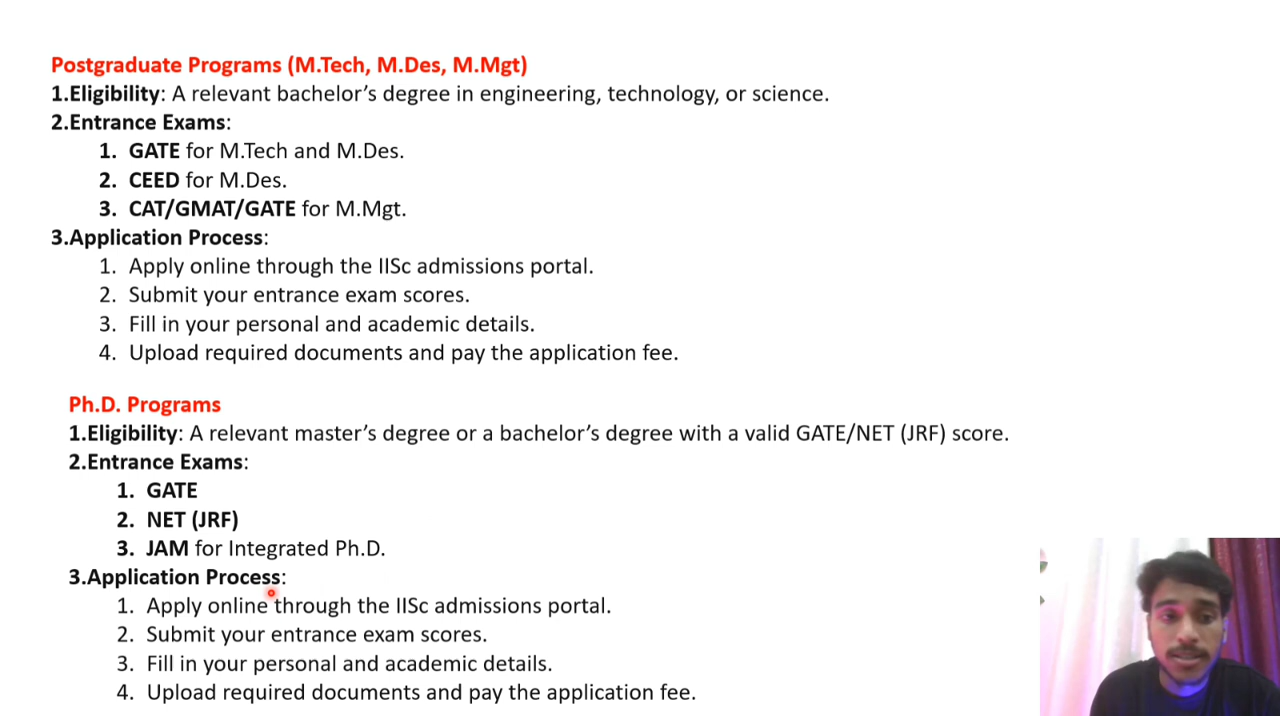 Postgraduate Programs (M.Tech, M.Des, M.Mgt)
1.Eligibility: A relevant bachelor’s degree in engineering, technology, or science.
2.Entrance Exams:
1. GATE for M.Tech and M.Des.
2. CEED for M.Des.
3. CAT/GMAT/GATE for M.Mgt.
3.Application Process:
1. Apply online through the IISc admissions portal.
2. Submit your entrance exam scores.
3. Fill in your personal and academic details.
4. Upload required documents and pay the application fee.
Ph.D. Programs
1.Eligibility: A relevant master’s degree or a bachelor’s degree with a valid GATE/NET (JRF) score.
2.Entrance Exams:
1. GATE
2. NET (JRF)
3. JAM for Integrated Ph.D.
3.Application Process:
1. Apply online through the IISc admissions portal.
2. Submit your entrance exam scores.
3. Fill in your personal and academic details.
4. Upload required documents and pay the application fee.